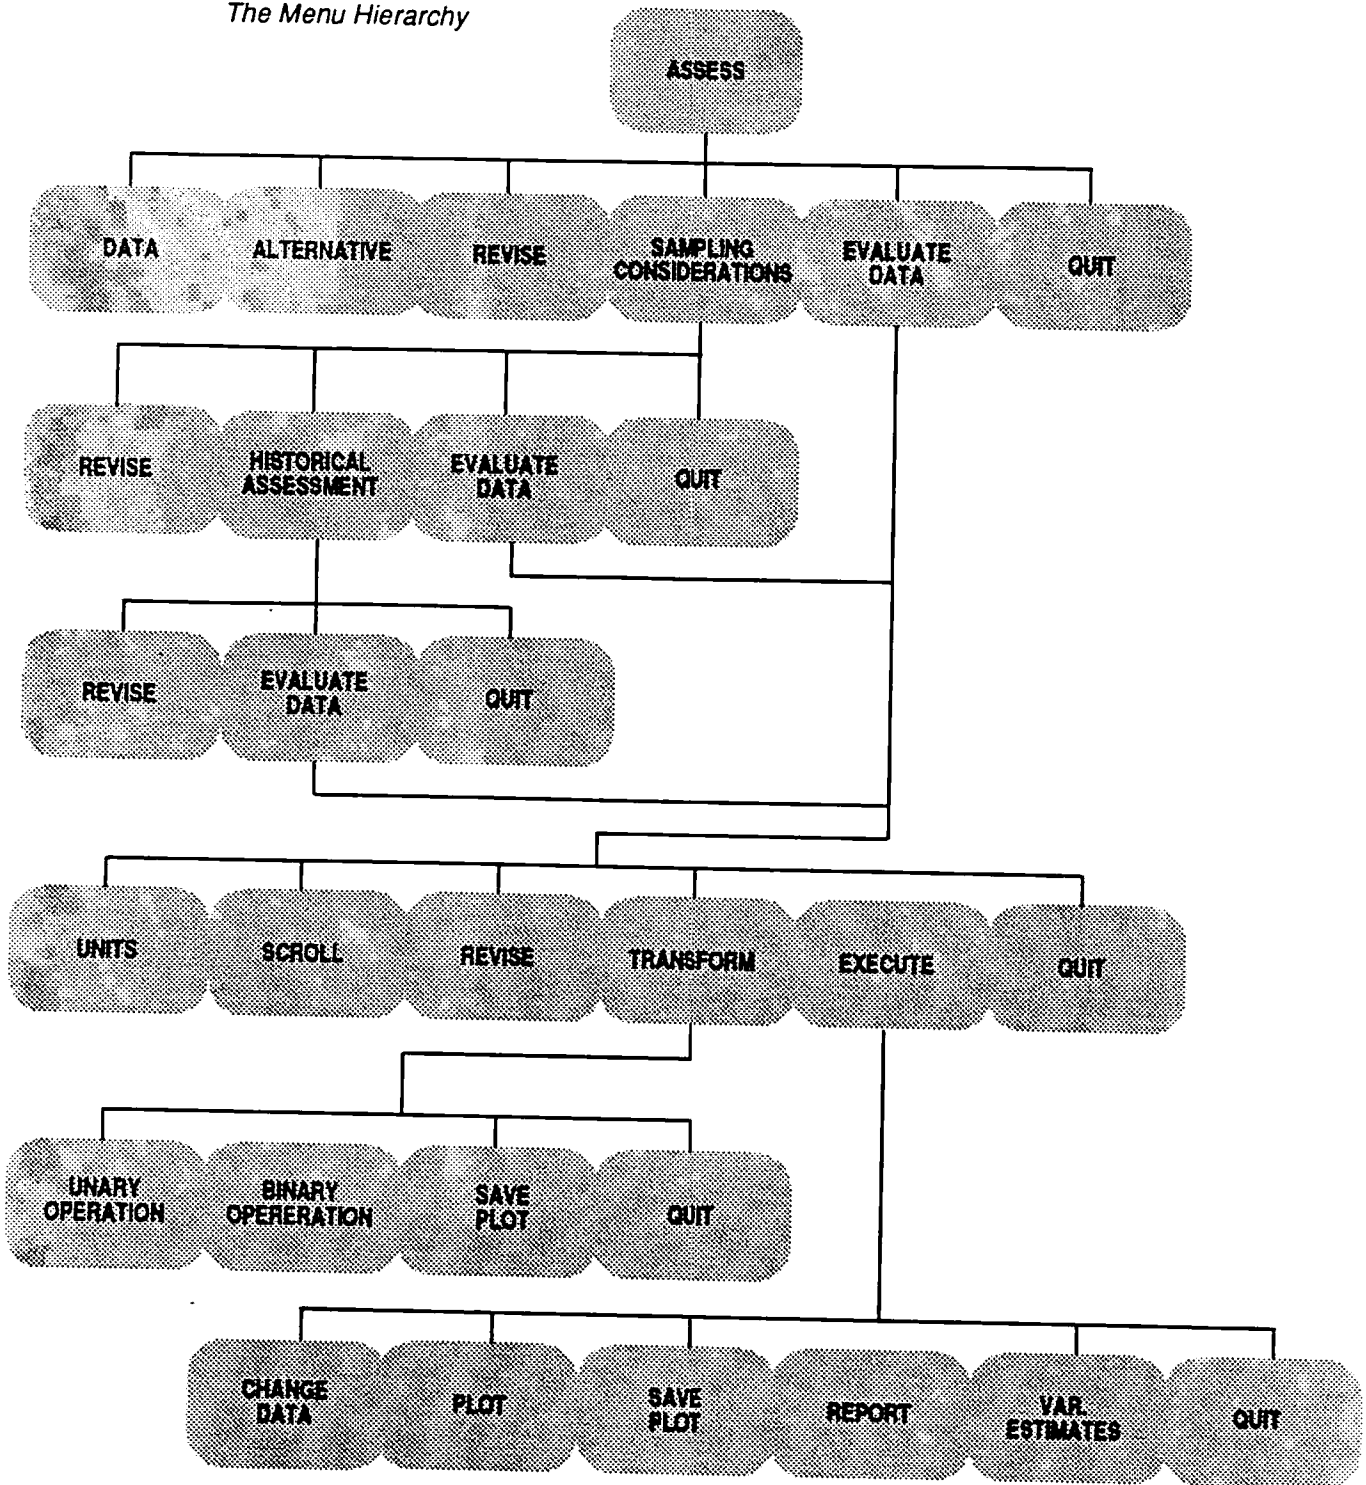 The Menu Hierarchy
ASSESS
DATA
ALTERNATIVE
REVISE
SAMPLING
CONSIDERATIONS
EVALUATE
DATA
QUIT
REVISE
HISTORICAL
ASSESSMENT
EVALUATE
DATA
QUIT
REVISE
EVALUATE
DATA
QUIT
UNITS
SCROLL
REVISE
TRANSFORM
EXECUTE
QUIT
UNARY
OPERATION
BINARY
OPERERATION
SAVE
PLOT
QUIT
CHANGE
DATA
PLOT
SAVE
PLOT
REPORT
VAR.
ESTIMATES
QUIT